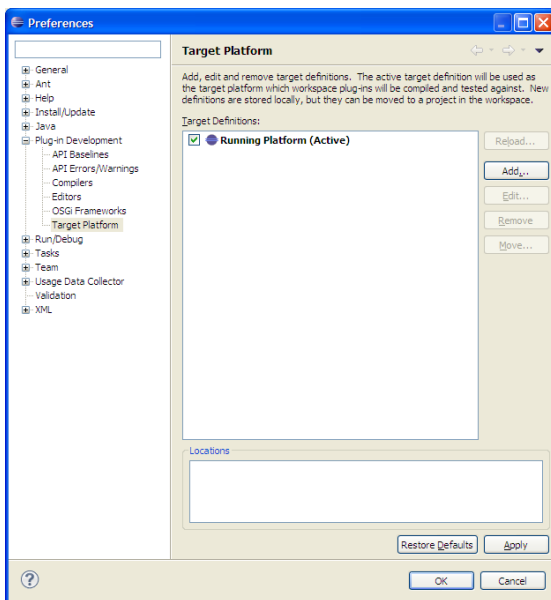 Preferences
Target Platform
General
Ant
Help
Install/Update
Java
Plug-in Development
API Baselines
API Errors/Warnings
Compilers
Editors
OSGi Frameworks
Target Platform
Run/Debug
Tasks
Team
Usage Data Collector
Validation
XML
Add, edit and remove target definitions. The active target definition will be used as
the target platform which workspace plug-ins will be compiled and tested against. New
definitions are stored locally, but they can be moved to a project in the workspace.
Target Definitions:
Running Platform (Active)
Reload...
Add...
Edit...
Remove
Move...
Locations
Restore Defaults
Apply
?
OK
Cancel